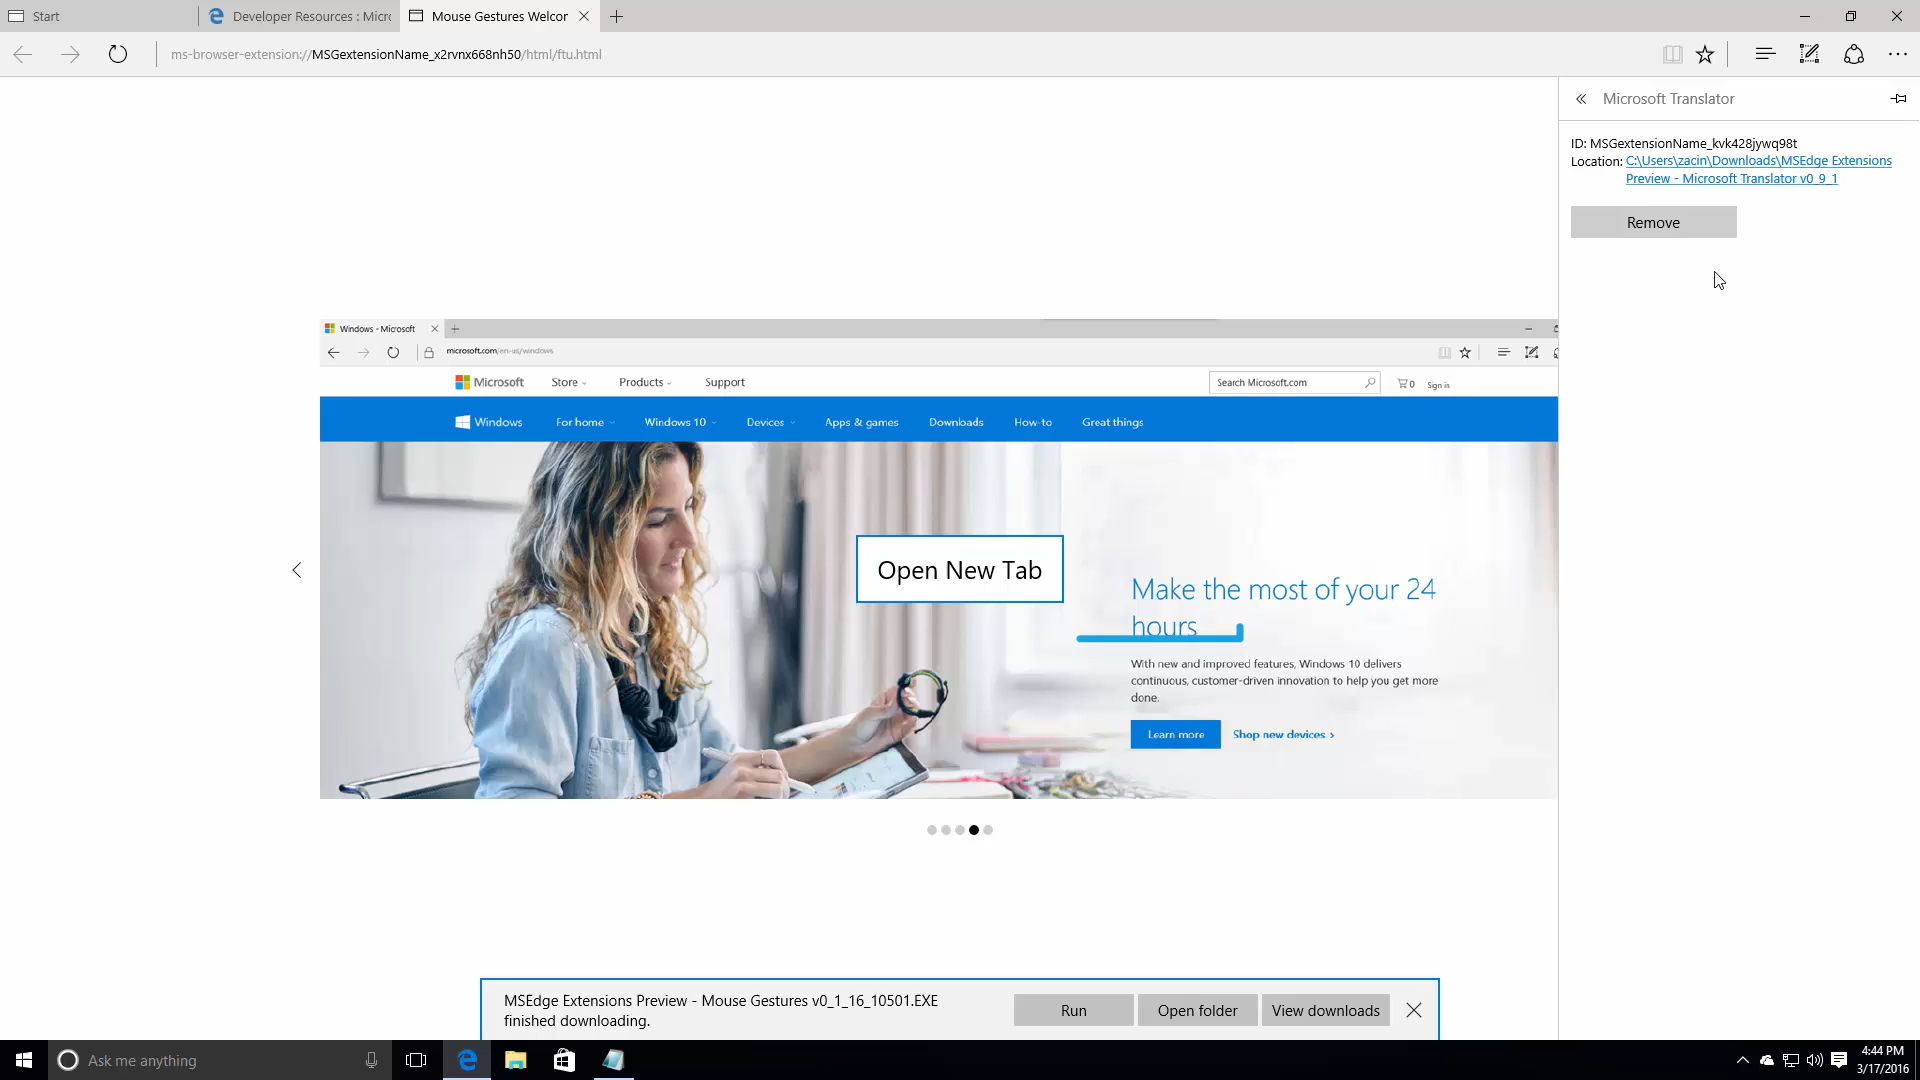 Start
Developer Resources : Micro
Mouse Gestures Welcor
ms-browser-extension://MSGextensionName_x2rvnx668nh50/html/ftu.html
Microsoft Translator
ID: MSGextensionName_kvk428jywq98t
Location: C:\Users\zacin\Downloads\MSEdge Extensions
Preview - Microsoft Translator v0_9_1
Remove
Windows - Microsoft
microsoft.com/en-us/windows
Microsoft
Store
Products
Support
Search Microsoft.com
0
Sign in
Windows
For home
Windows 10
Devices
Apps & games
Downloads
How-to
Great things
Open New Tab
Make the most of your 24
hours
With new and improved features, Windows 10 delivers
continuous, customer-driven innovation to help you get more
done.
Learn more
Shop new devices >
MSEdge Extensions Preview - Mouse Gestures v0_1_16_10501.EXE
finished downloading.
Run
Open folder
View downloads
Ask me anything
4:44 PM
3/17/2016